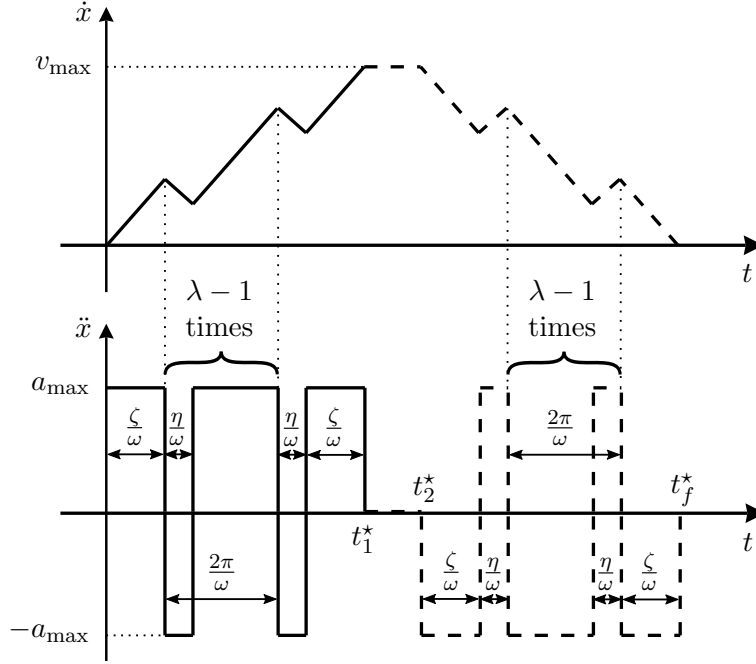 ẋ
v_max
t
λ − 1
times
λ − 1
times
ẍ
a_max
ζ/ω
η/ω
η/ω
ζ/ω
2π/ω
t₂*
t_f*
t₁*
t
2π/ω
ζ/ω
η/ω
η/ω
ζ/ω
−a_max